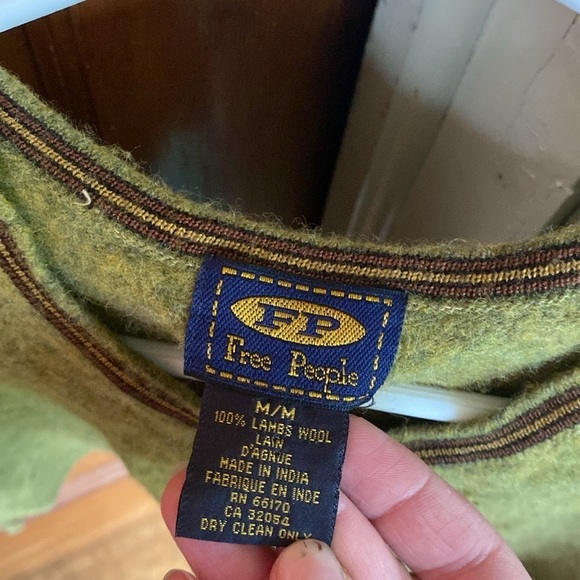 FP
Free People
M/M
100% LAMBS WOOL
LAIN
D'AGNUE
MADE IN INDIA
FABRIQUE EN INDE
RN 66170
CA 32054
DRY CLEAN ONLY